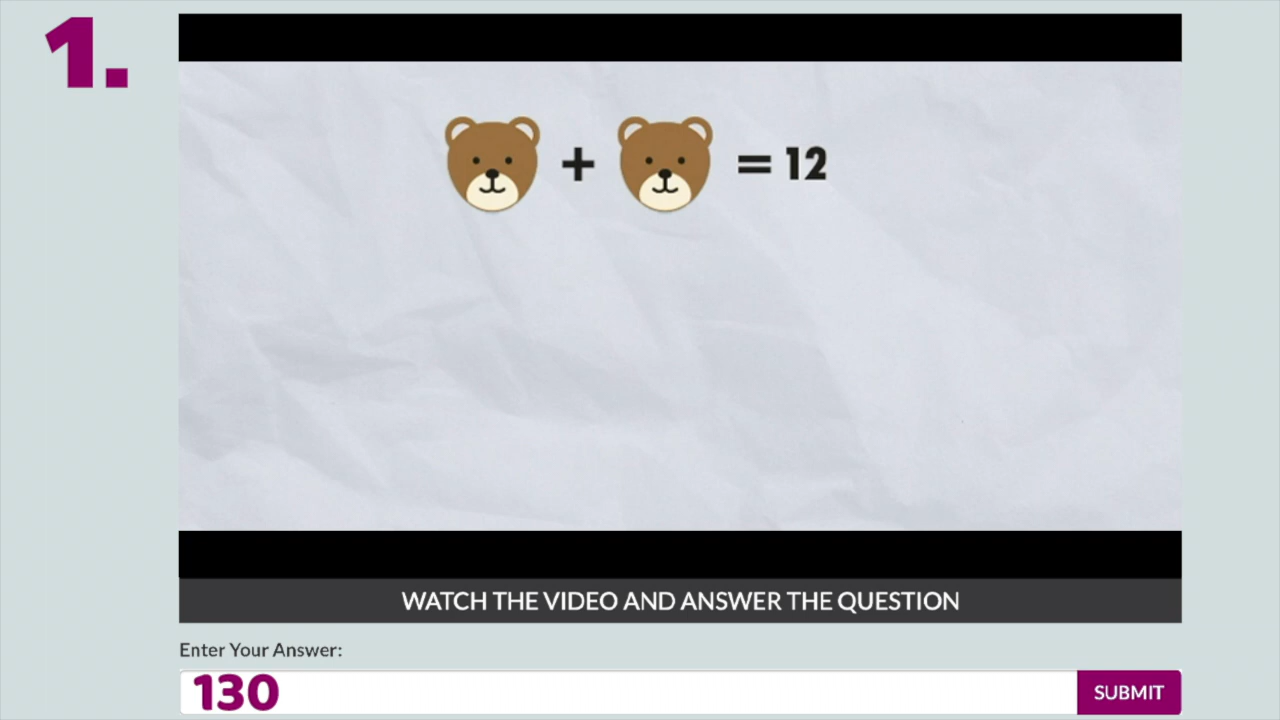 1.
+ = 12
WATCH THE VIDEO AND ANSWER THE QUESTION
Enter Your Answer:
130 SUBMIT